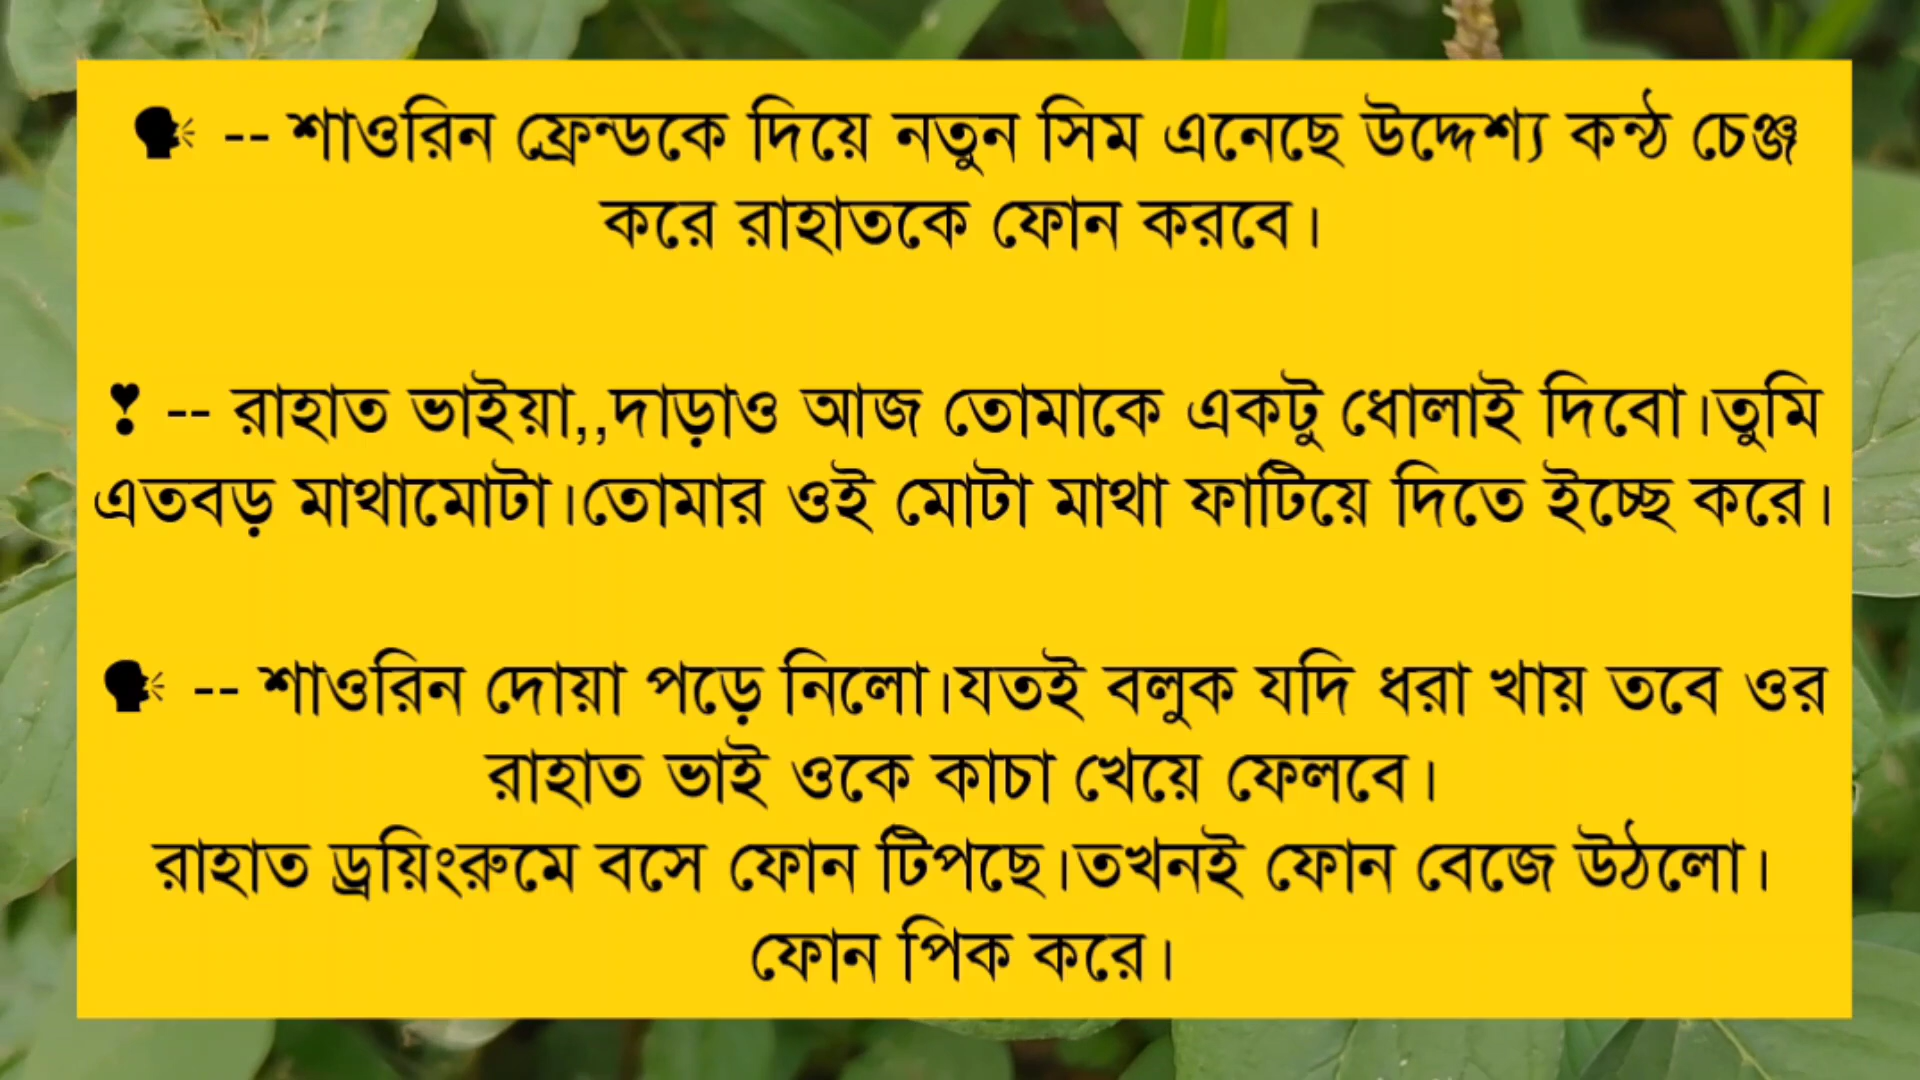 🗣 -- শাওরিন ফ্রেন্ডকে দিয়ে নতুন সিম এনেছে উদ্দেশ্য কন্ঠ চেঞ্জ
করে রাহাতকে ফোন করবে।
❣ -- রাহাত ভাইয়া,,দাড়াও আজ তোমাকে একটু ধোলাই দিবো।তুমি
এতবড় মাথামোটা।তোমার ওই মোটা মাথা ফাটিয়ে দিতে ইচ্ছে করে।
🗣 -- শাওরিন দোয়া পড়ে নিলো।যতই বলুক যদি ধরা খায় তবে ওর
রাহাত ভাই ওকে কাচা খেয়ে ফেলবে।
রাহাত ড্রয়িংরুমে বসে ফোন টিপছে।তখনই ফোন বেজে উঠলো।
ফোন পিক করে।